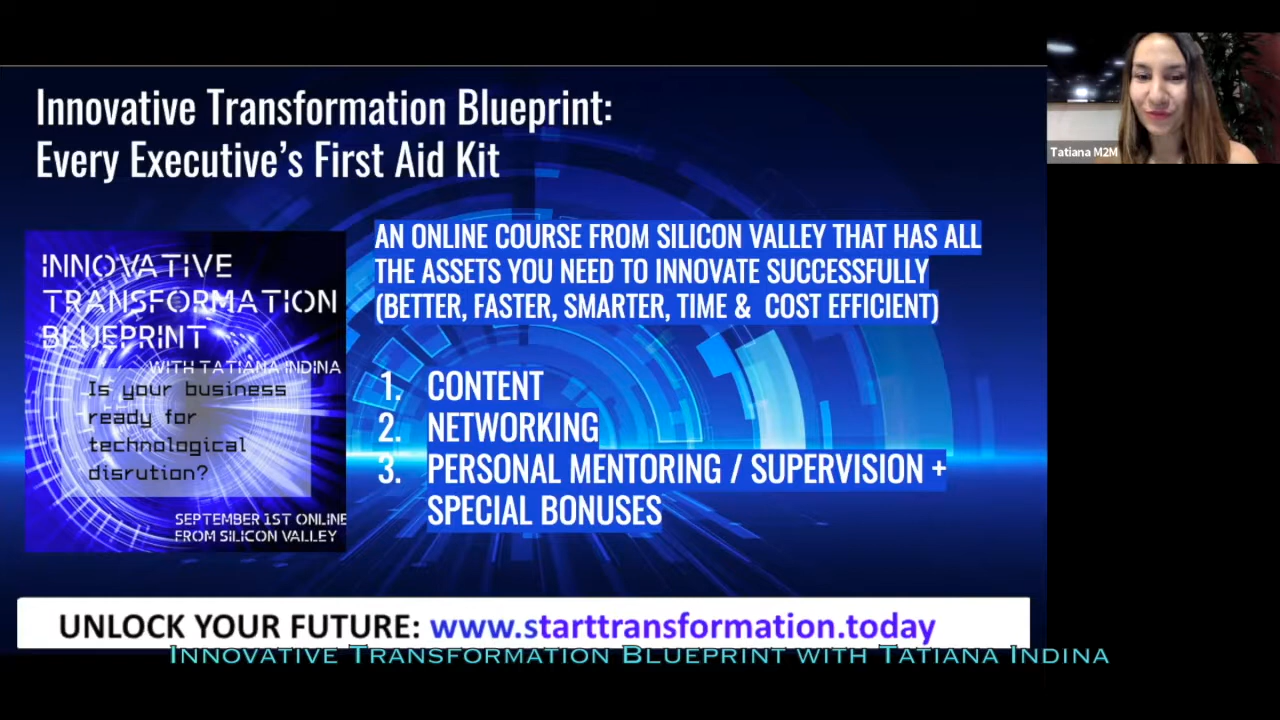 Innovative Transformation Blueprint:
Every Executive's First Aid Kit
INNOVATIVE
TRANSFORMATION
BLUEPRINT
WITH TATIANA INDINA
Is your business
ready for
technological
disrution?
SEPTEMBER 1ST ONLINE
FROM SILICON VALLEY
AN ONLINE COURSE FROM SILICON VALLEY THAT HAS ALL
THE ASSETS YOU NEED TO INNOVATE SUCCESSFULLY
(BETTER, FASTER, SMARTER, TIME & COST EFFICIENT)
1. CONTENT
2. NETWORKING
3. PERSONAL MENTORING / SUPERVISION +
SPECIAL BONUSES
UNLOCK YOUR FUTURE: www.starttransformation.today
Innovative Transformation Blueprint with Tatiana Indina
Tatiana M2M